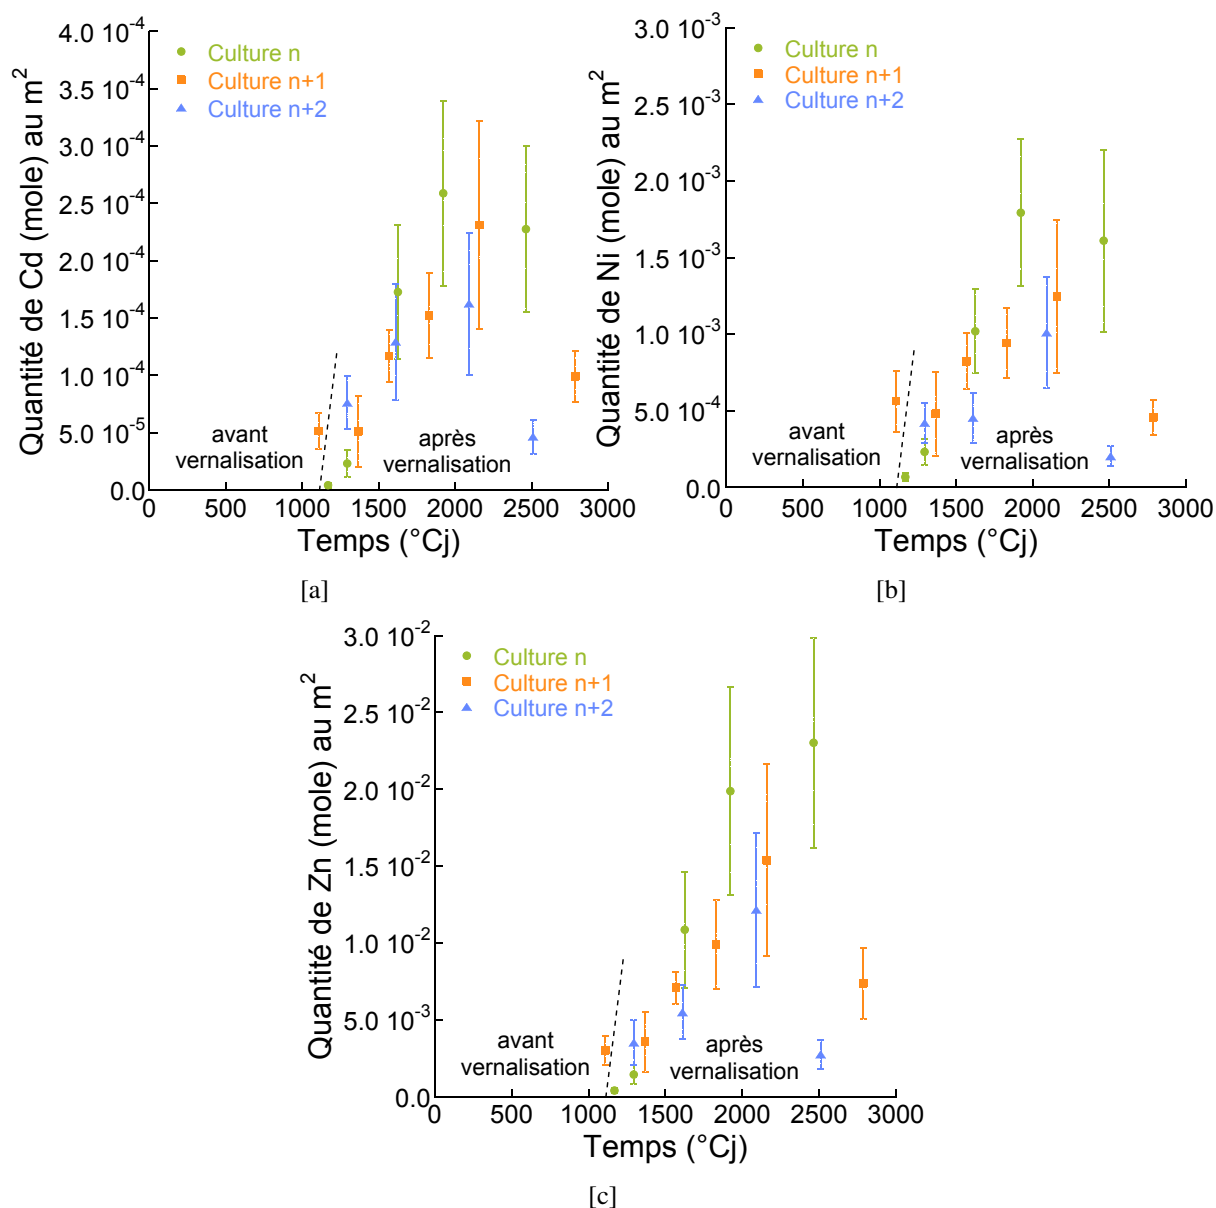 Quantité de Cd (mole) au m²
4.0 10⁻⁴
3.5 10⁻⁴
3.0 10⁻⁴
2.5 10⁻⁴
2.0 10⁻⁴
1.5 10⁻⁴
1.0 10⁻⁴
5.0 10⁻⁵
0.0
Culture n
Culture n+1
Culture n+2
avant
vernalisation
après
vernalisation
0 500 1000 1500 2000 2500 3000
Temps (°Cj)
[a]
Quantité de Ni (mole) au m²
3.0 10⁻³
2.5 10⁻³
2.0 10⁻³
1.5 10⁻³
1.0 10⁻³
5.0 10⁻⁴
0.0
Culture n
Culture n+1
Culture n+2
avant
vernalisation
après
vernalisation
0 500 1000 1500 2000 2500 3000
Temps (°Cj)
[b]
Quantité de Zn (mole) au m²
3.0 10⁻²
2.5 10⁻²
2.0 10⁻²
1.5 10⁻²
1.0 10⁻²
5.0 10⁻³
0.0
Culture n
Culture n+1
Culture n+2
avant
vernalisation
après
vernalisation
0 500 1000 1500 2000 2500 3000
Temps (°Cj)
[c]